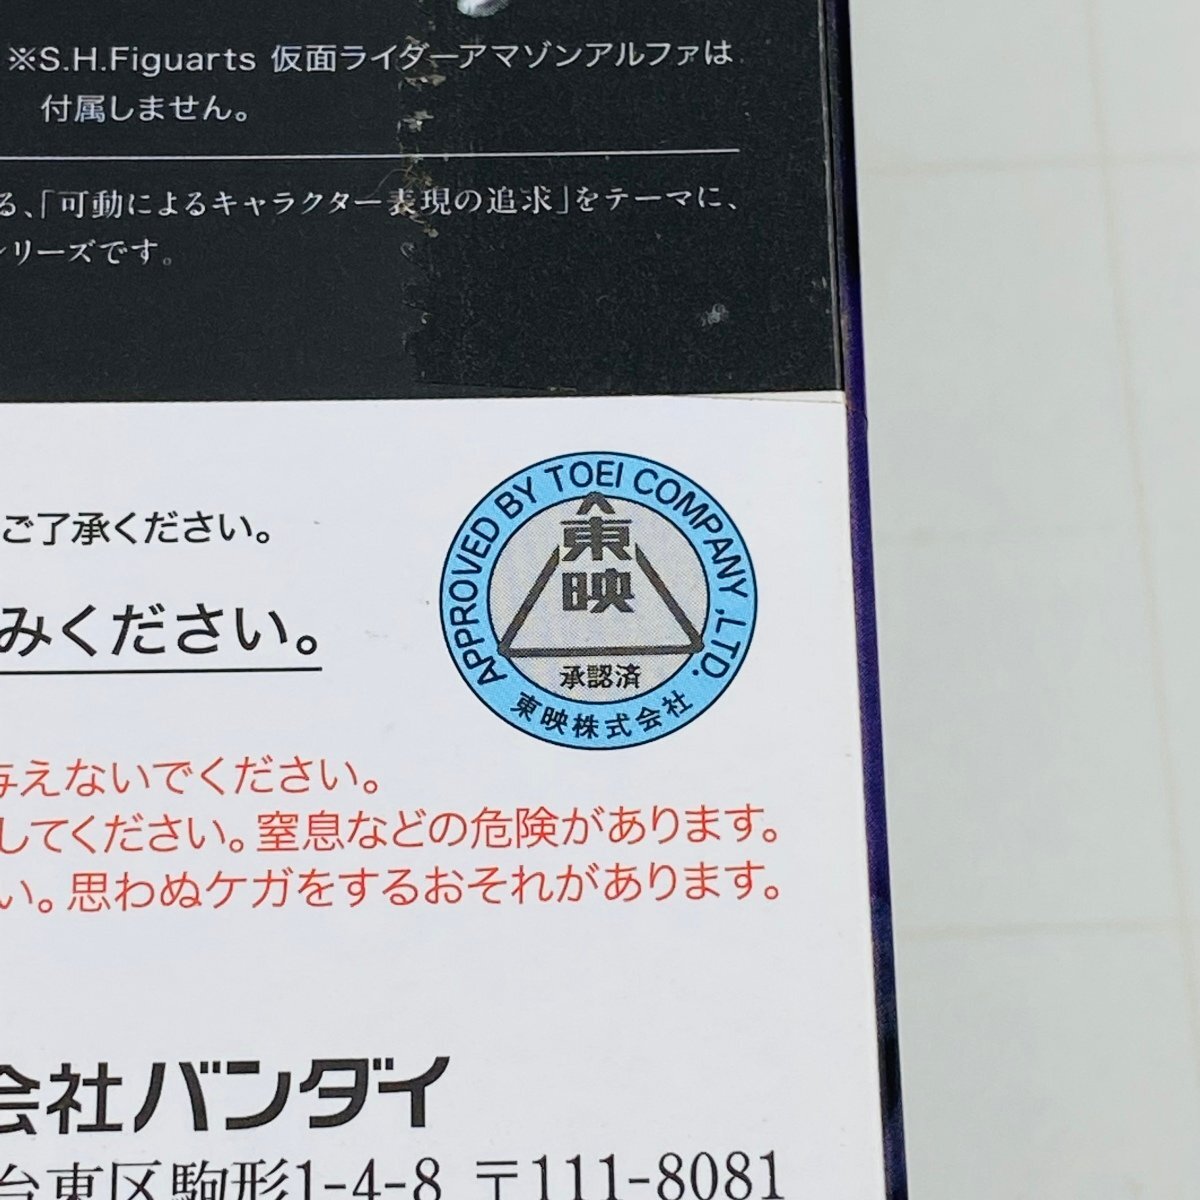 ※S.H.Figuarts 仮面ライダーアマゾンアルファは
付属しません。
る、「可動によるキャラクター表現の追求」をテーマに、
シリーズです。
ご了承ください。
みください。
APPROVED BY TOEI COMPANY ,LTD.
東映
承認済
東映株式会社
与えないでください。
してください。窒息などの危険があります。
い。思わぬケガをするおそれがあります。
会社バンダイ
台東区駒形1-4-8 〒111-8081